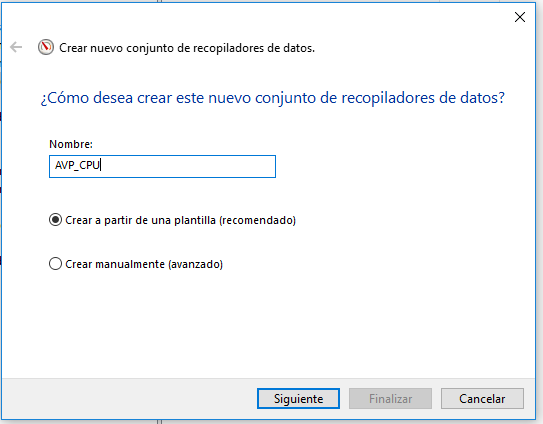 Crear nuevo conjunto de recopiladores de datos.
¿Cómo desea crear este nuevo conjunto de recopiladores de datos?
Nombre:
AVP_CPU
Crear a partir de una plantilla (recomendado)
Crear manualmente (avanzado)
Siguiente
Finalizar
Cancelar